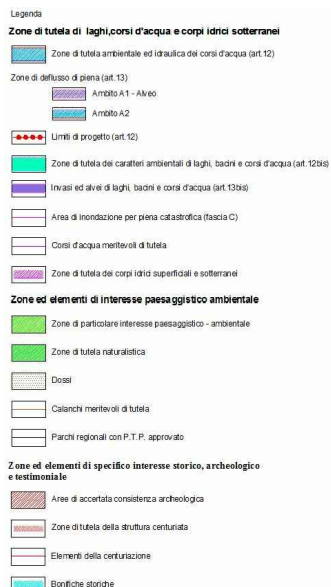 Legenda
Zone di tutela di laghi,corsi d'acqua e corpi idrici sotterranei
Zone di tutela ambientale ed idraulica dei corsi d'acqua (art.12)
Zone di deflusso di piena (art.13)
Ambito A1 - Alveo
Ambito A2
Limiti di progetto (art.12)
Zone di tutela dei caratteri ambientali di laghi, bacini e corsi d'acqua (art.12bis)
Invasi ed alvei di laghi, bacini e corsi d'acqua (art.13bis)
Area di inondazione per piena catastrofica (fascia C)
Corsi d'acqua meritevoli di tutela
Zone di tutela dei corpi idrici superficiali e sotterranei
Zone ed elementi di interesse paesaggistico ambientale
Zone di particolare interesse paesaggistico - ambientale
Zone di tutela naturalistica
Dossi
Calanchi meritevoli di tutela
Parchi regionali con P.T.P. approvato
Zone ed elementi di specifico interesse storico, archeologico
e testimoniale
Aree di accertata consistenza archeologica
Zone di tutela della struttura centuriata
Elementi della centuriazione
Bonifiche storiche